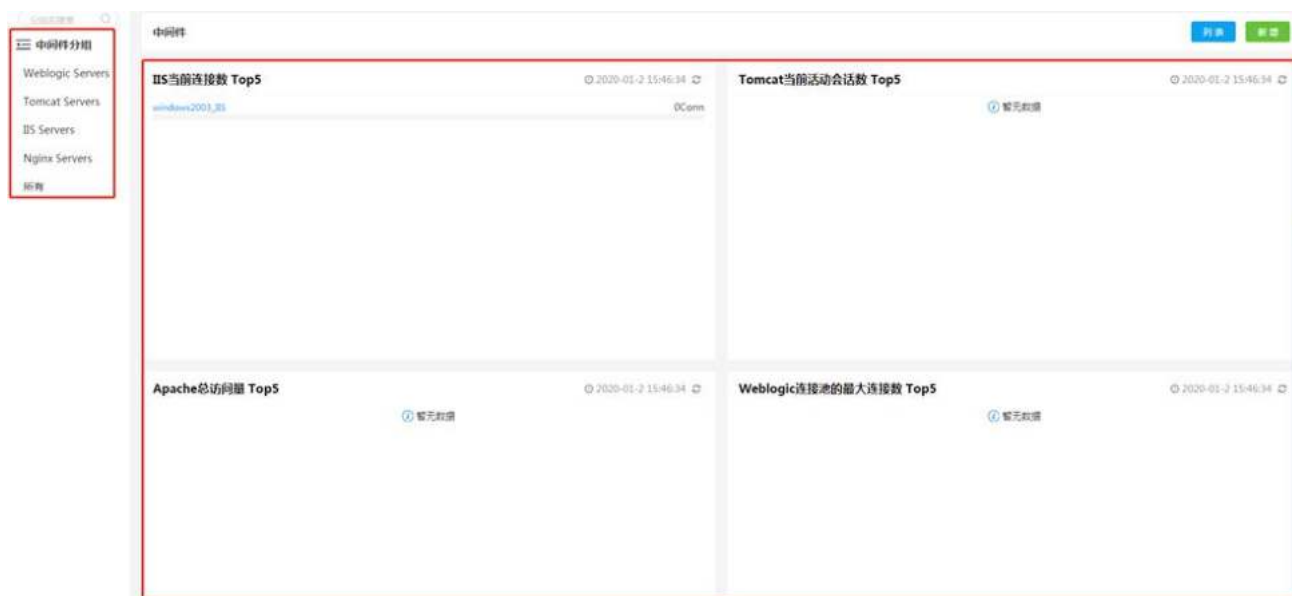 中间件分组
Weblogic Servers
Tomcat Servers
IIS Servers
Nginx Servers
所有
中间件
列表
新增
IIS当前连接数 Top5
2020-01-2 15:46:34
windows2003_IIS
0Conn
Tomcat当前活动会话数 Top5
2020-01-2 15:46:34
暂无数据
Apache总访问量 Top5
2020-01-2 15:46:34
暂无数据
Weblogic连接池的最大连接数 Top5
2020-01-2 15:46:34
暂无数据